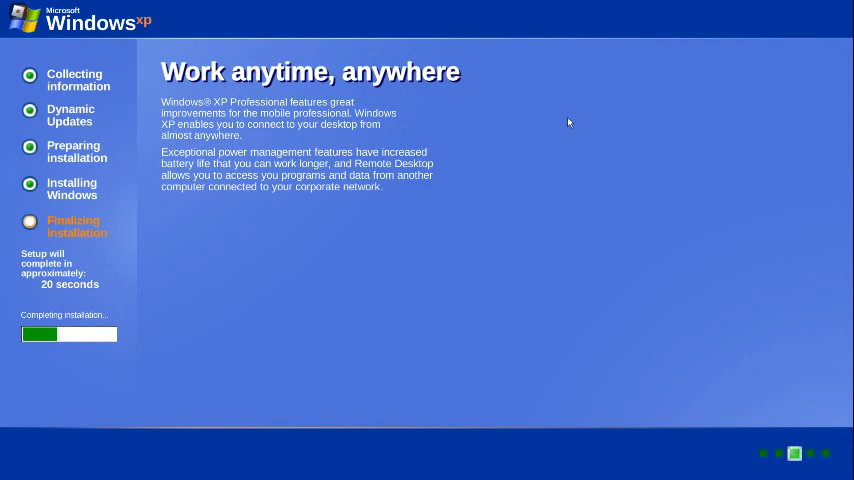 Microsoft
Windows xp
Collecting
information
Dynamic
Updates
Preparing
installation
Installing
Windows
Finalizing
installation
Setup will
complete in
approximately:
20 seconds
Completing installation...
Work anytime, anywhere
Windows® XP Professional features great
improvements for the mobile professional. Windows
XP enables you to connect to your desktop from
almost anywhere.
Exceptional power management features have increased
battery life that you can work longer, and Remote Desktop
allows you to access you programs and data from another
computer connected to your corporate network.